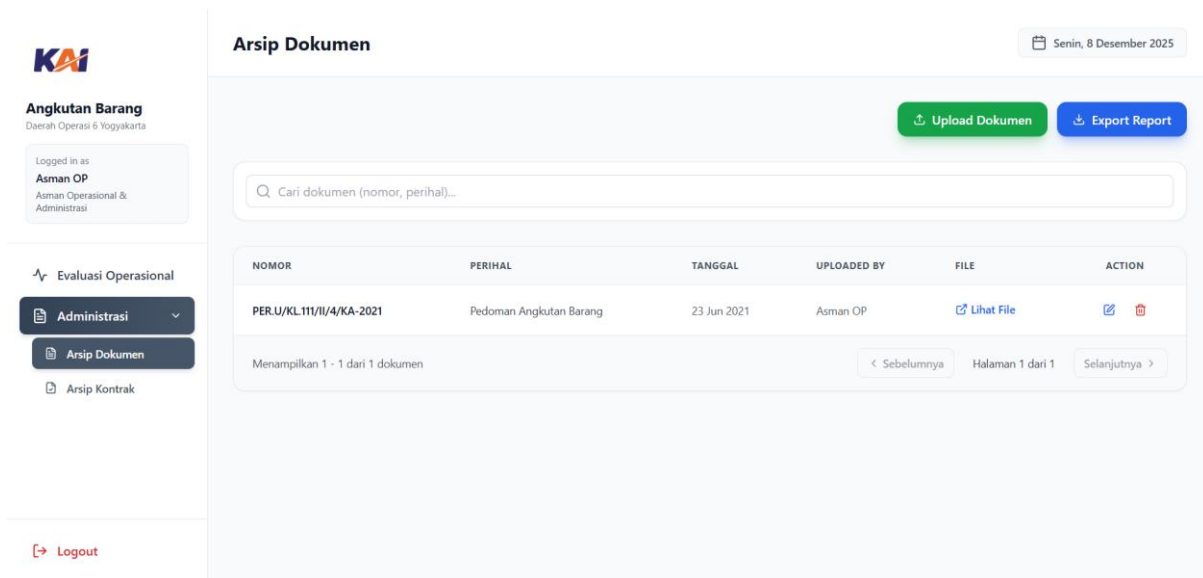 KAI
Angkutan Barang
Daerah Operasi 6 Yogyakarta
Logged in as
Asman OP
Asman Operasional &
Administrasi
Evaluasi Operasional
Administrasi
Arsip Dokumen
Arsip Kontrak
Logout
Arsip Dokumen
Senin, 8 Desember 2025
Upload Dokumen
Export Report
Cari dokumen (nomor, perihal)...
NOMOR PERIHAL TANGGAL UPLOADED BY FILE ACTION
PER.U/KL.111/II/4/KA-2021 Pedoman Angkutan Barang 23 Jun 2021 Asman OP Lihat File
Menampilkan 1 - 1 dari 1 dokumen < Sebelumnya Halaman 1 dari 1 Selanjutnya >